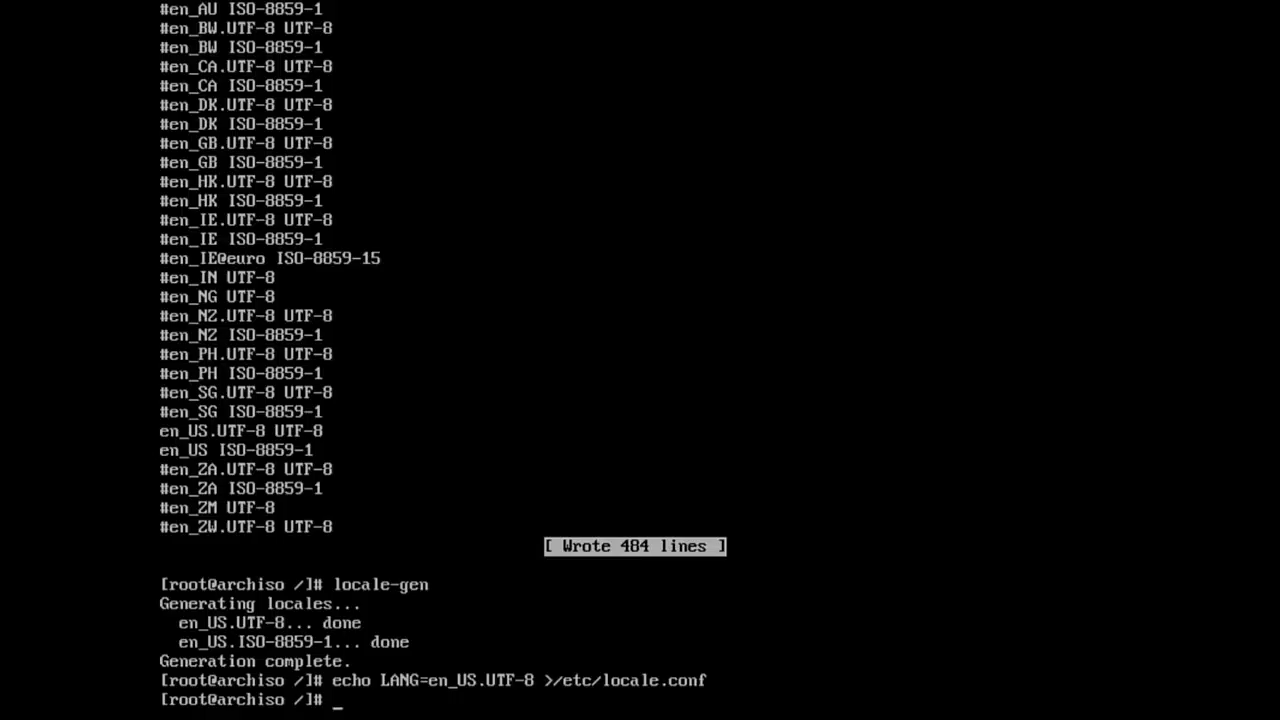 #en_AU ISO-8859-1
#en_BW.UTF-8 UTF-8
#en_BW ISO-8859-1
#en_CA.UTF-8 UTF-8
#en_CA ISO-8859-1
#en_DK.UTF-8 UTF-8
#en_DK ISO-8859-1
#en_GB.UTF-8 UTF-8
#en_GB ISO-8859-1
#en_HK.UTF-8 UTF-8
#en_HK ISO-8859-1
#en_IE.UTF-8 UTF-8
#en_IE ISO-8859-1
#en_IE@euro ISO-8859-15
#en_IN UTF-8
#en_NG UTF-8
#en_NZ.UTF-8 UTF-8
#en_NZ ISO-8859-1
#en_PH.UTF-8 UTF-8
#en_PH ISO-8859-1
#en_SG.UTF-8 UTF-8
#en_SG ISO-8859-1
en_US.UTF-8 UTF-8
en_US ISO-8859-1
#en_ZA.UTF-8 UTF-8
#en_ZA ISO-8859-1
#en_ZM UTF-8
#en_ZW.UTF-8 UTF-8
[ Wrote 484 lines ]
[root@archiso /]# locale-gen
Generating locales...
  en_US.UTF-8... done
  en_US.ISO-8859-1... done
Generation complete.
[root@archiso /]# echo LANG=en_US.UTF-8 >/etc/locale.conf
[root@archiso /]# _